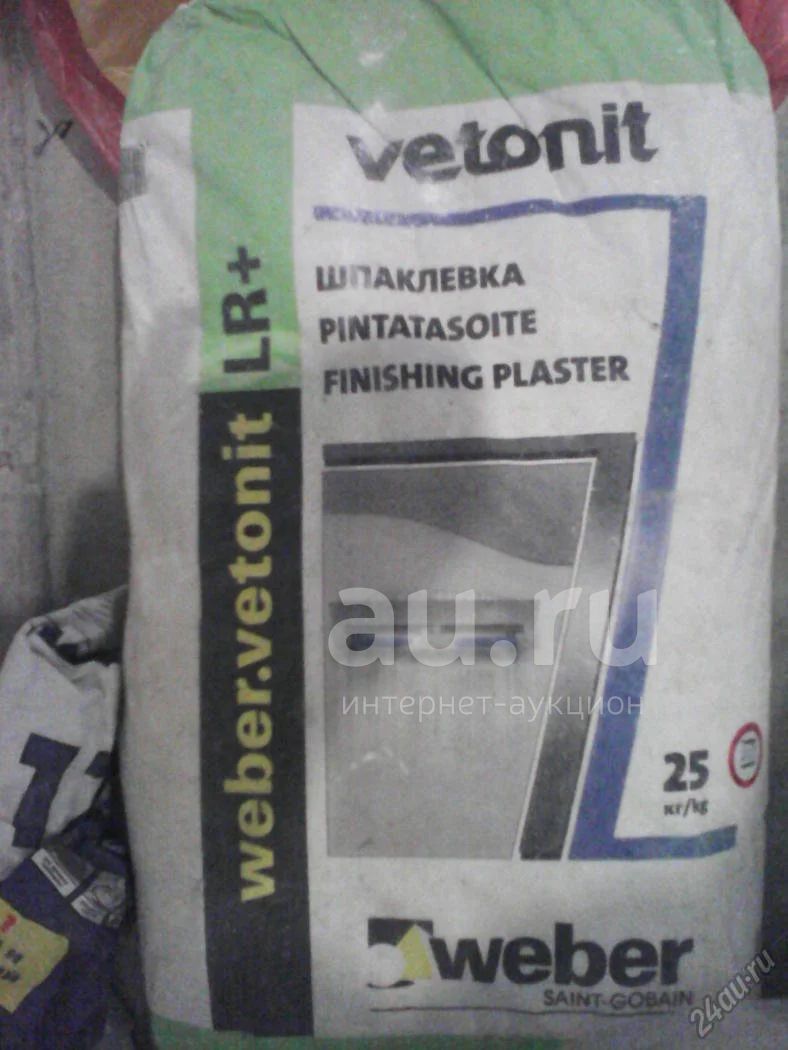 vetonit
ШПАКЛЕВКА
PINTATASOITE
FINISHING PLASTER
weber.vetonit LR+
au.ru
интернет-аукцион
25
кг/kg
weber
SAINT-GOBAIN
24au.ru